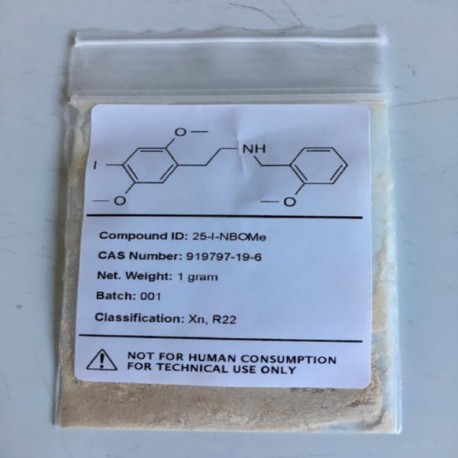 O
I
NH
O
O
Compound ID: 25-I-NBOMe
CAS Number: 919797-19-6
Net. Weight: 1 gram
Batch: 001
Classification: Xn, R22
NOT FOR HUMAN CONSUMPTION
FOR TECHNICAL USE ONLY